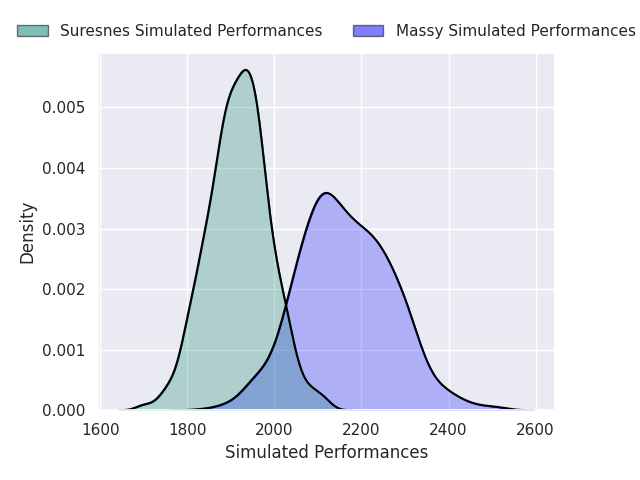 Suresnes Simulated Performances Massy Simulated Performances
0.005
0.004
0.003
0.002
0.001
0.000
Density
1600 1800 2000 2200 2400 2600
Simulated Performances